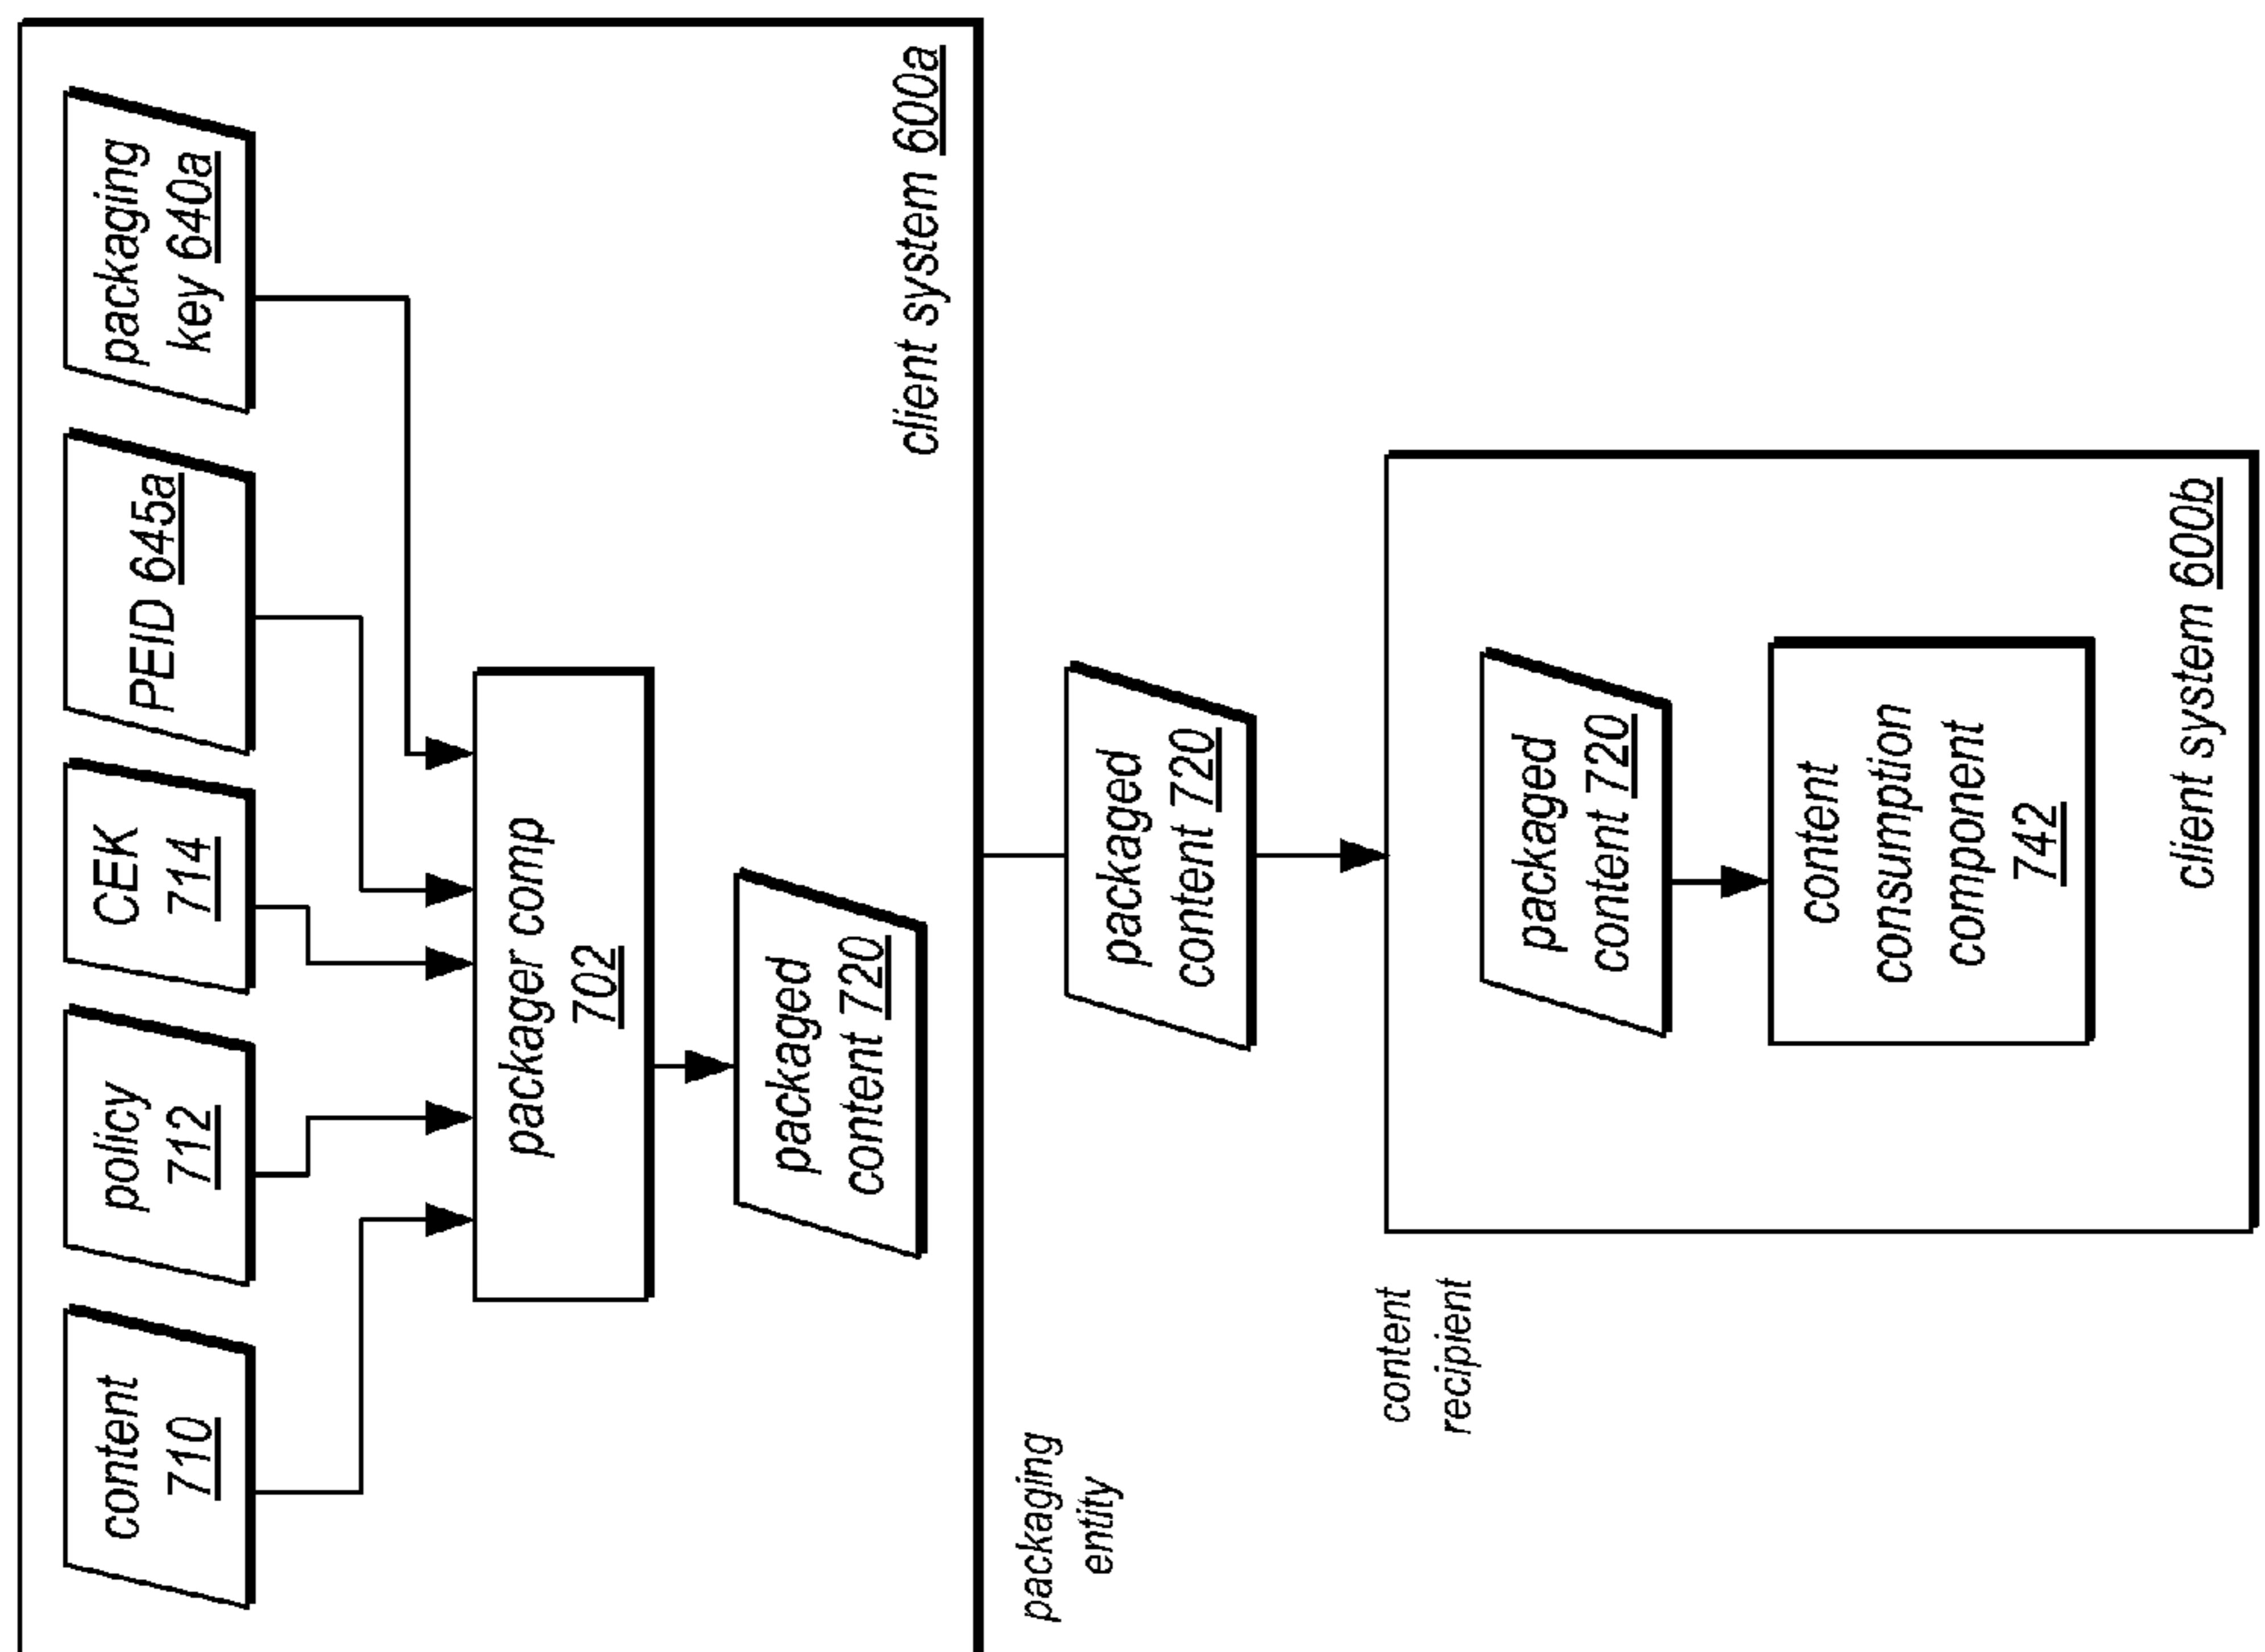 content
710
policy
712
CEK
714
PEID 645a
packaging
key 640a
packager comp
702
packaged
content 720
client system 600a
packaging
entity
packaged
content 720
content
recipient
packaged
content 720
content
consumption
component
742
client system 600b